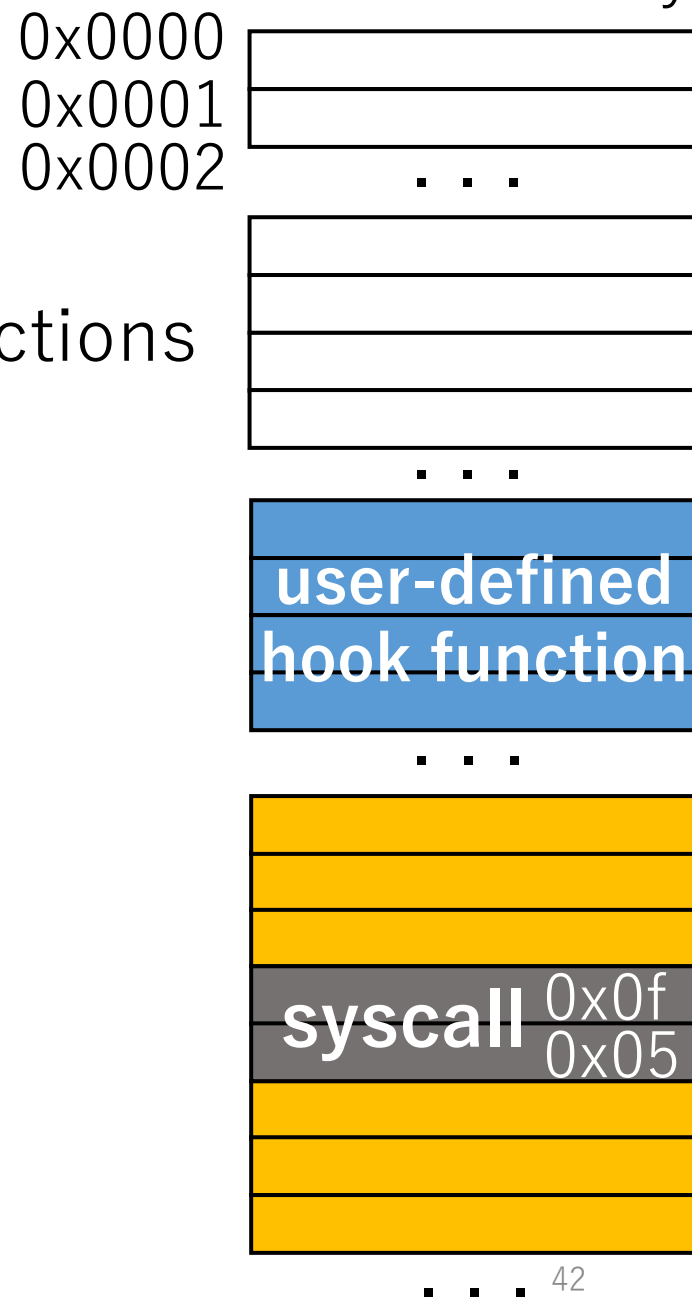 0x0000
0x0001
0x0002
. . .
ctions
. . .
user-defined
hook function
. . .
syscall 0x0f
0x05
. . . 42